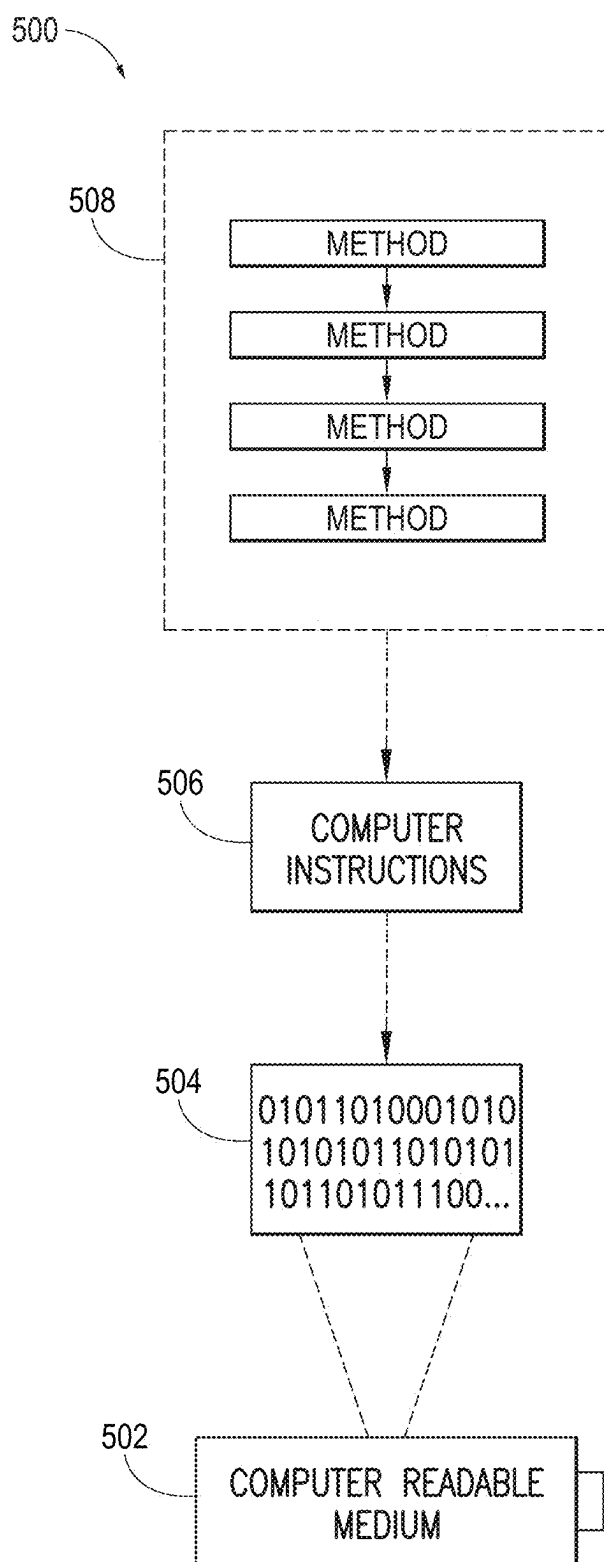 500
508
METHOD
METHOD
METHOD
METHOD
506
COMPUTER
INSTRUCTIONS
504
01011010001010
10101011010101
101101011100...
502
COMPUTER READABLE
MEDIUM